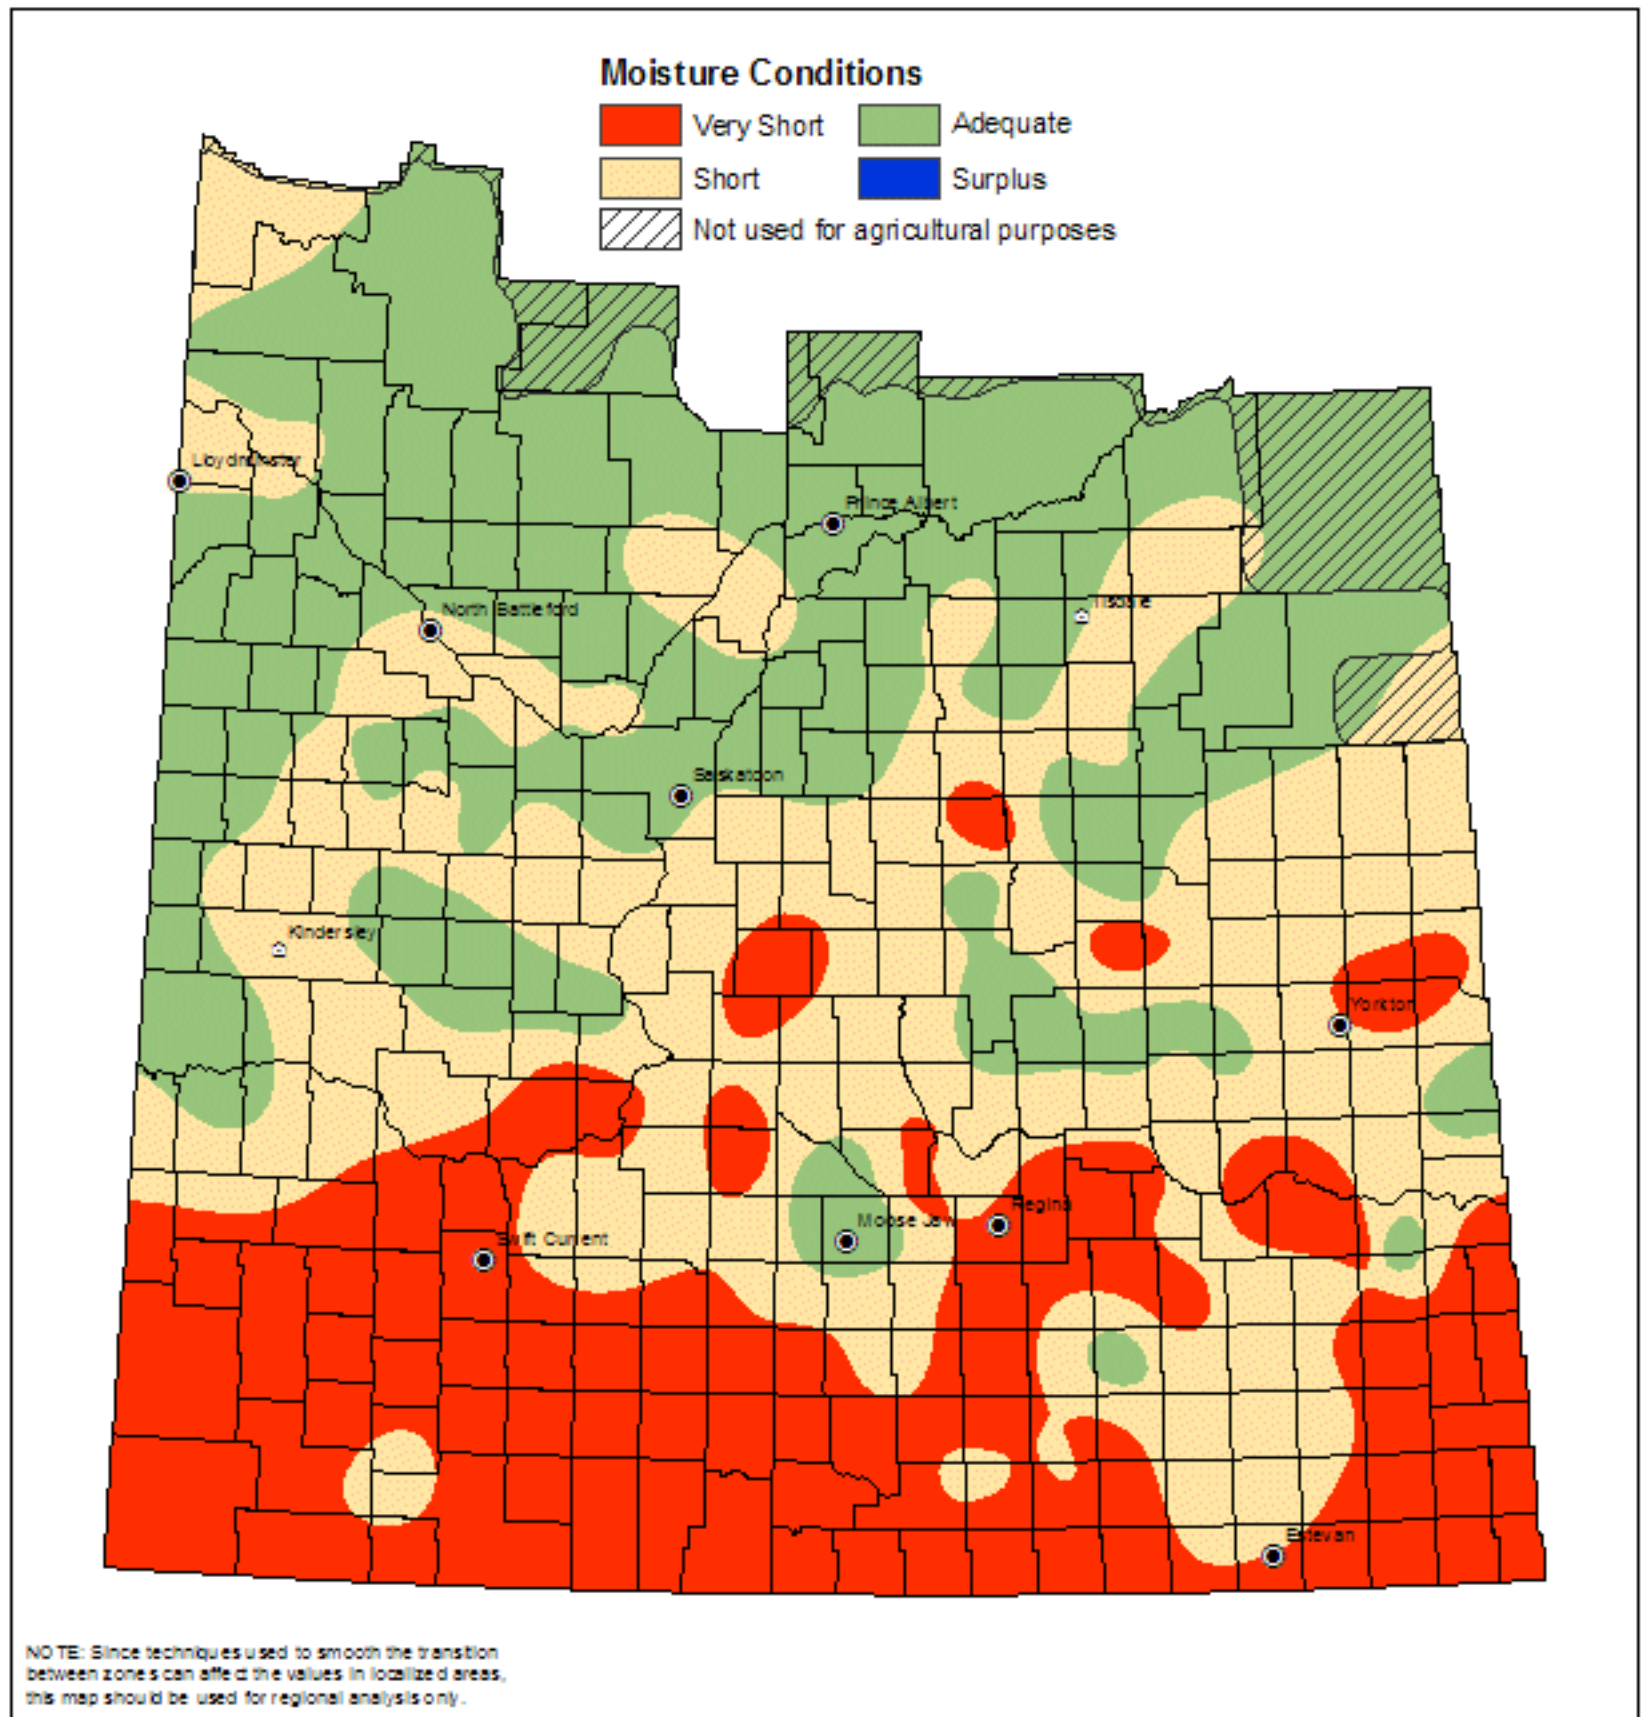 Moisture Conditions
Very Short
Adequate
Short
Surplus
Not used for agricultural purposes
Lloydminster
Prince Albert
Tisdale
North Battleford
Saskatoon
Kindersley
Yorkton
Regina
Moose Jaw
Swift Current
Estevan
NOTE: Since techniques used to smooth the transition
between zones can affect the values in localized areas,
this map should be used for regional analysis only.